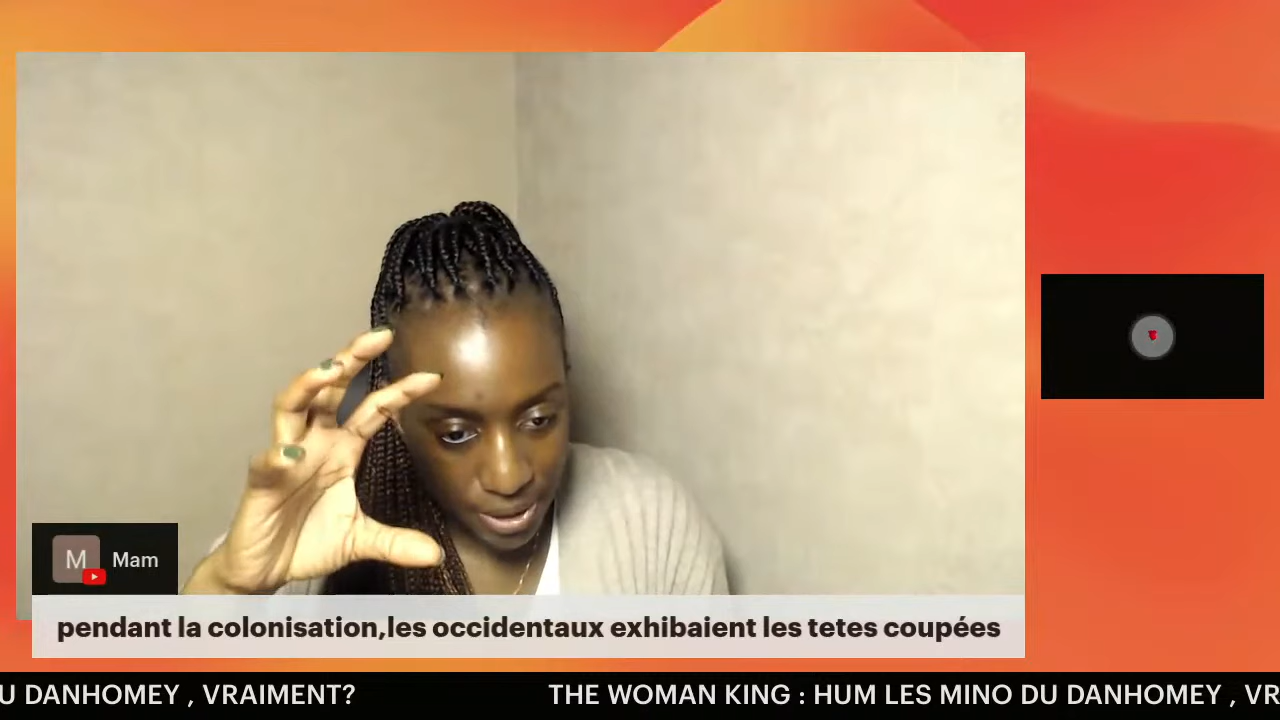 M Mam
pendant la colonisation,les occidentaux exhibaient les tetes coupées
U DANHOMEY , VRAIMENT? THE WOMAN KING : HUM LES MINO DU DANHOMEY , VR